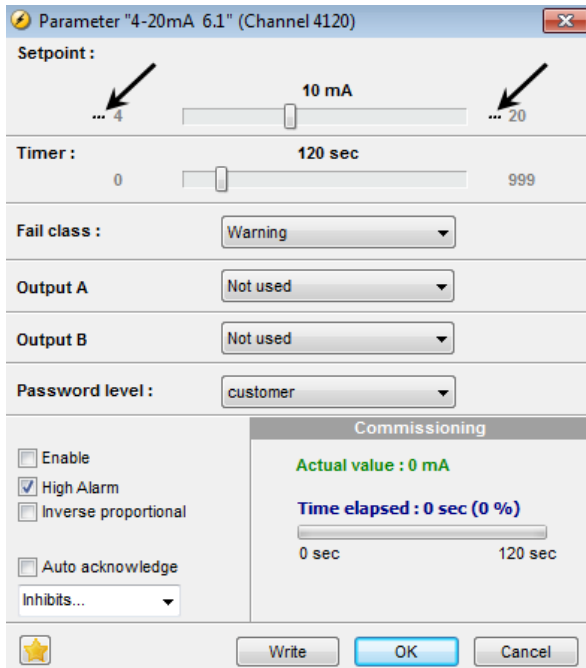 Parameter "4-20mA 6.1" (Channel 4120)
Setpoint :
10 mA
... 4
... 20
Timer :
120 sec
0
999
Fail class :
Warning
Output A
Not used
Output B
Not used
Password level :
customer
Commissioning
Enable
High Alarm
Inverse proportional
Auto acknowledge
Inhibits...
Actual value : 0 mA
Time elapsed : 0 sec (0 %)
0 sec
120 sec
Write
OK
Cancel